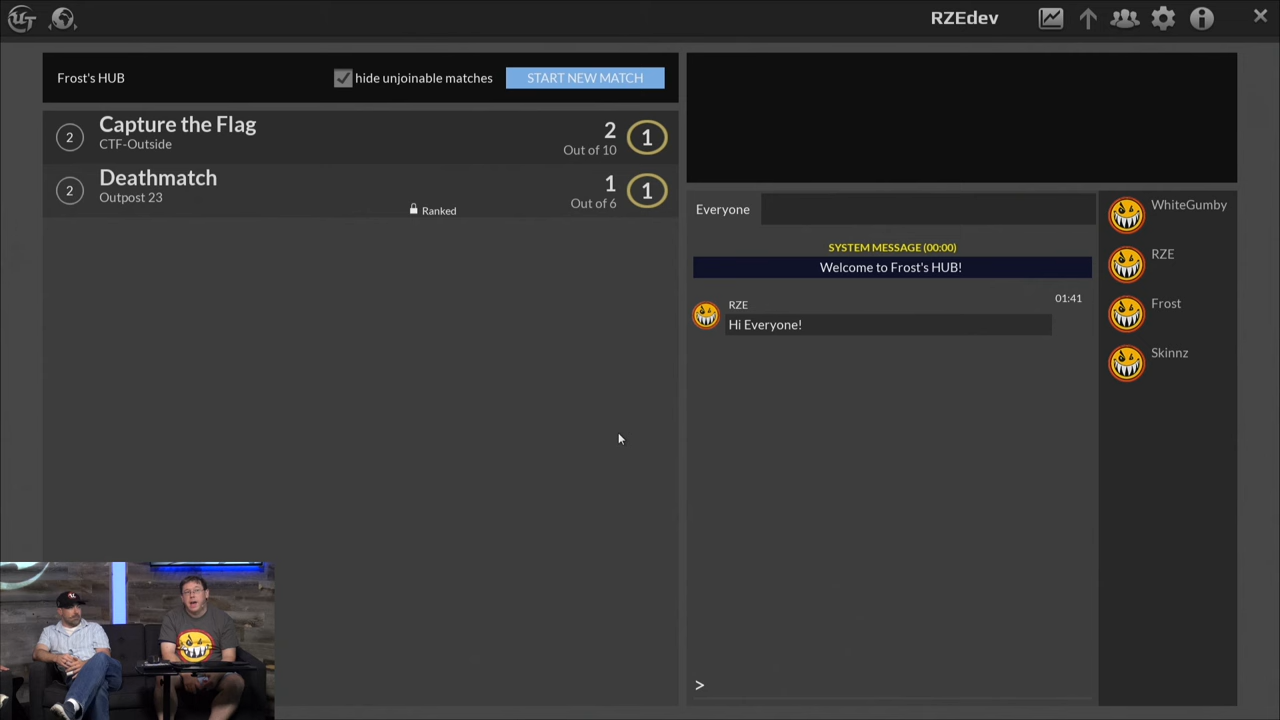 RZEdev
Frost's HUB
hide unjoinable matches
START NEW MATCH
2
Capture the Flag
CTF-Outside
2
Out of 10
1
2
Deathmatch
Outpost 23
Ranked
1
Out of 6
1
Everyone
SYSTEM MESSAGE (00:00)
Welcome to Frost's HUB!
RZE
01:41
Hi Everyone!
>
WhiteGumby
RZE
Frost
Skinnz